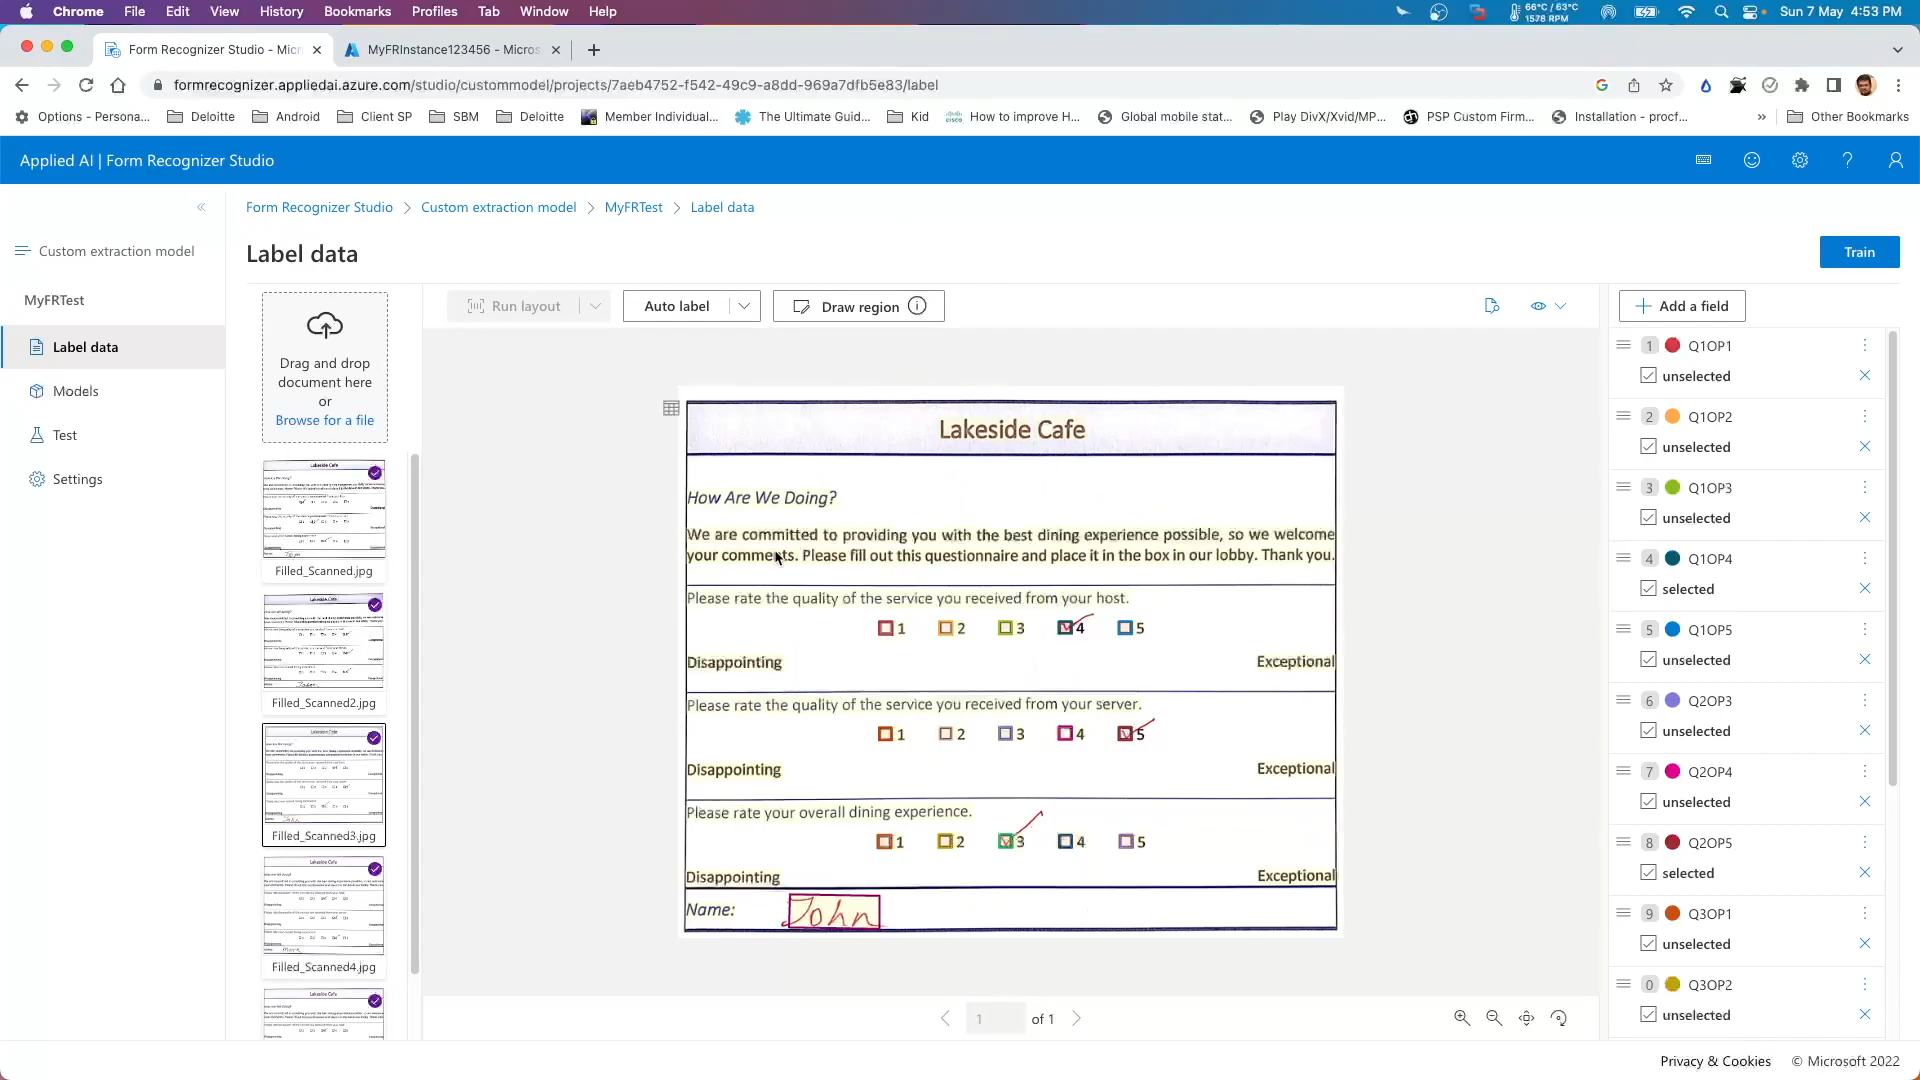 Chrome File Edit View History Bookmarks Profiles Tab Window Help
66°C / 63°C
1578 RPM
Sun 7 May 4:53 PM
Form Recognizer Studio - Micr
MyFRInstance123456 - Micros
formrecognizer.appliedai.azure.com/studio/custommodel/projects/7aeb4752-f542-49c9-a8dd-969a7dfb5e83/label
Options - Persona...
Deloitte
Android
Client SP
SBM
Deloitte
Member Individual...
The Ultimate Guid...
Kid
How to improve H...
Global mobile stat...
Play DivX/Xvid/MP...
PSP Custom Firm...
Installation - procf...
»
Other Bookmarks
Applied AI | Form Recognizer Studio
Form Recognizer Studio > Custom extraction model > MyFRTest > Label data
Custom extraction model
MyFRTest
Label data
Models
Test
Settings
Label data
Train
Drag and drop
document here
or
Browse for a file
Filled_Scanned.jpg
Filled_Scanned2.jpg
Filled_Scanned3.jpg
Filled_Scanned4.jpg
Run layout
Auto label
Draw region
Lakeside Cafe
How Are We Doing?
We are committed to providing you with the best dining experience possible, so we welcome
your comments. Please fill out this questionnaire and place it in the box in our lobby. Thank you.
Please rate the quality of the service you received from your host.
1 2 3 4 5
Disappointing Exceptional
Please rate the quality of the service you received from your server.
1 2 3 4 5
Disappointing Exceptional
Please rate your overall dining experience.
1 2 3 4 5
Disappointing Exceptional
Name: John
1 of 1
Add a field
1 Q1OP1
unselected
2 Q1OP2
unselected
3 Q1OP3
unselected
4 Q1OP4
selected
5 Q1OP5
unselected
6 Q2OP3
unselected
7 Q2OP4
unselected
8 Q2OP5
selected
9 Q3OP1
unselected
0 Q3OP2
unselected
Privacy & Cookies © Microsoft 2022